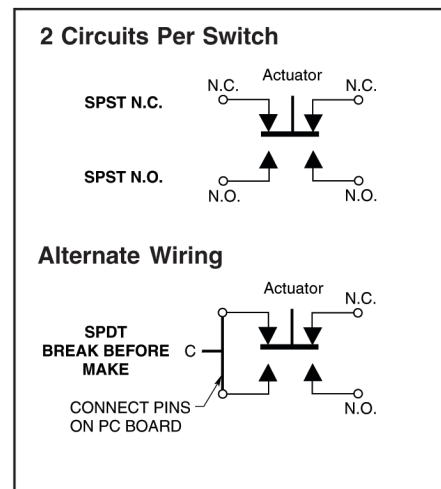 2 Circuits Per Switch
Actuator
N.C.
N.C.
SPST N.C.
SPST N.O.
N.O.
N.O.
Alternate Wiring
Actuator
N.C.
SPDT
BREAK BEFORE
MAKE
C
CONNECT PINS
ON PC BOARD
N.O.